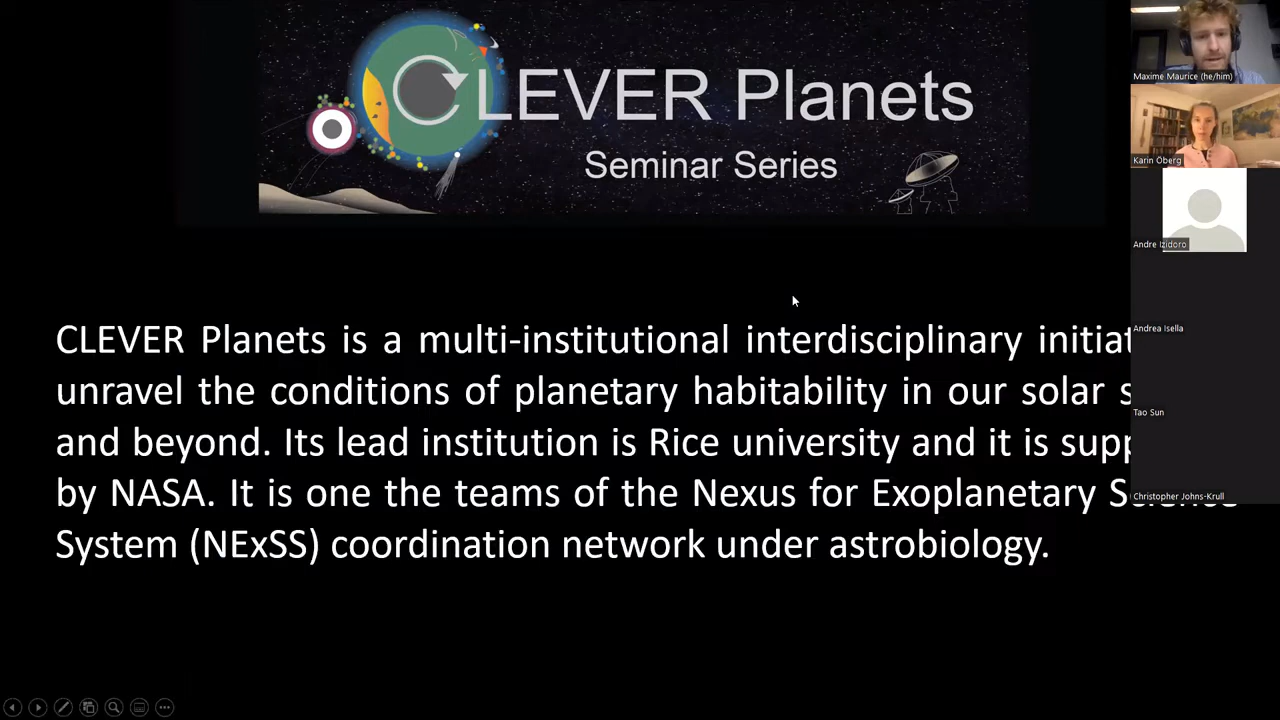 CLEVER Planets
Seminar Series
CLEVER Planets is a multi-institutional interdisciplinary
unravel the conditions of planetary habitability in our solar
and beyond. Its lead institution is Rice university and it is
by NASA. It is one the teams of the Nexus for Exoplanetary
System (NExSS) coordination network under astrobiology.
Maxime Maurice (he/him)
Karin Öberg
Andre Izidoro
Andrea Isella
Tao Sun
Christopher Johns-Krull